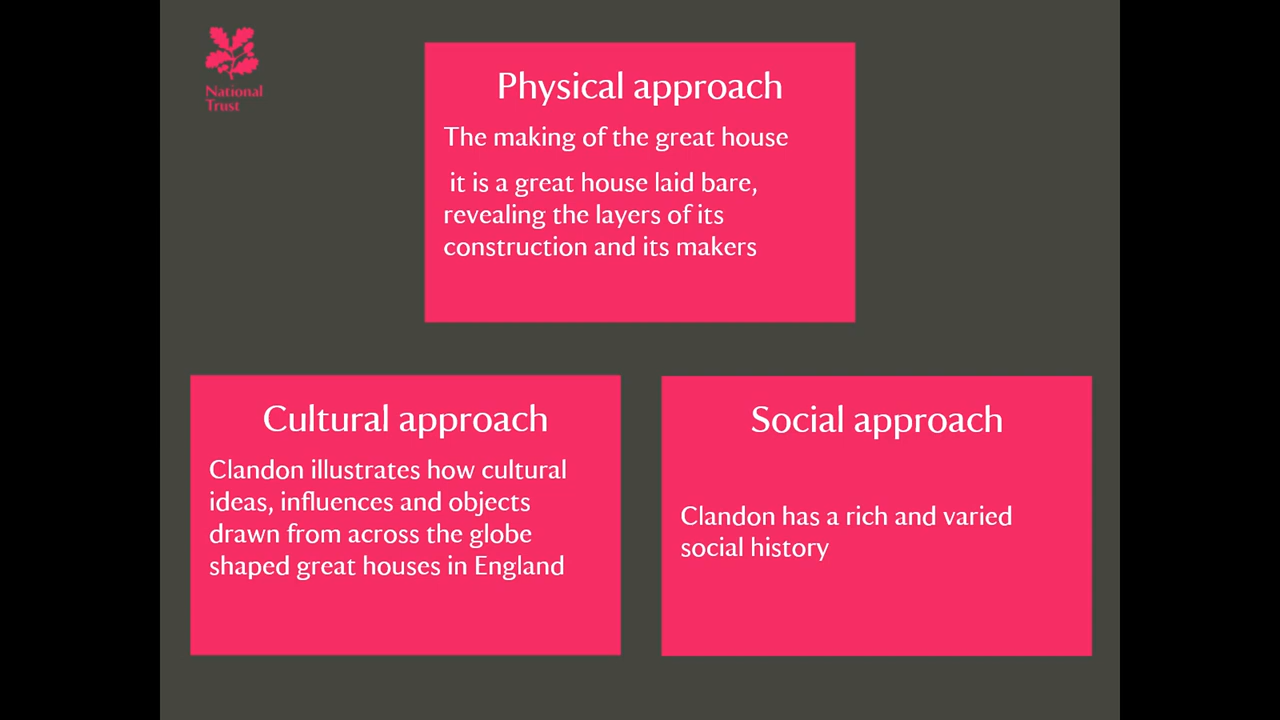 National
Trust
Physical approach
The making of the great house
it is a great house laid bare,
revealing the layers of its
construction and its makers
Cultural approach
Clandon illustrates how cultural
ideas, influences and objects
drawn from across the globe
shaped great houses in England
Social approach
Clandon has a rich and varied
social history